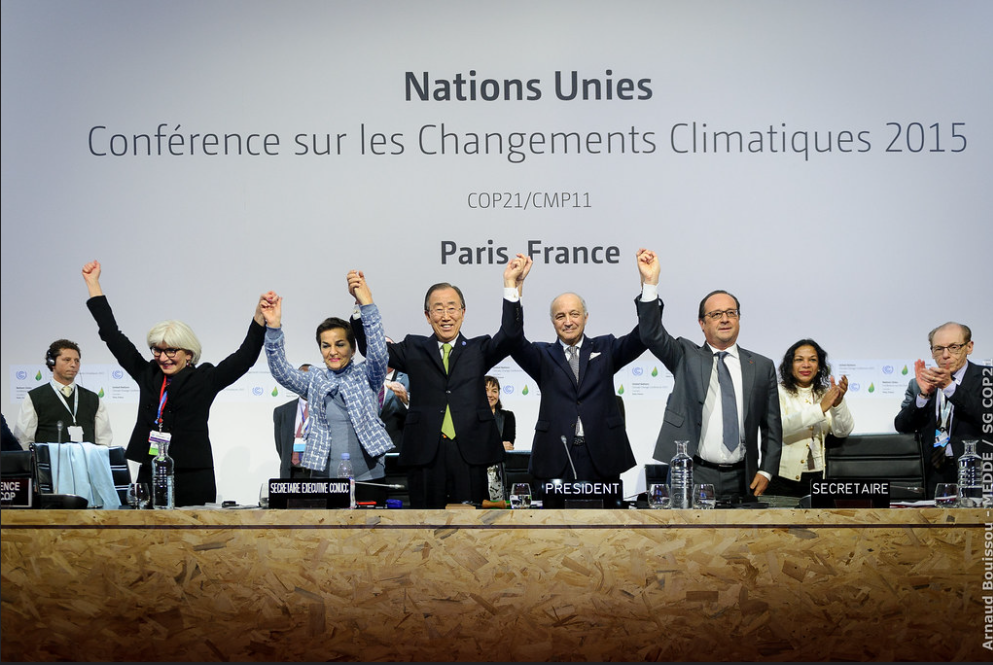 Nations Unies
Conférence sur les Changements Climatiques 2015
COP21/CMP11
Paris, France
ENCE
COP
SECRETAIRE EXECUTIVE CCNUCC
PRESIDENT
SECRETAIRE
Arnaud Bouissou - MEDDE / SG COP21